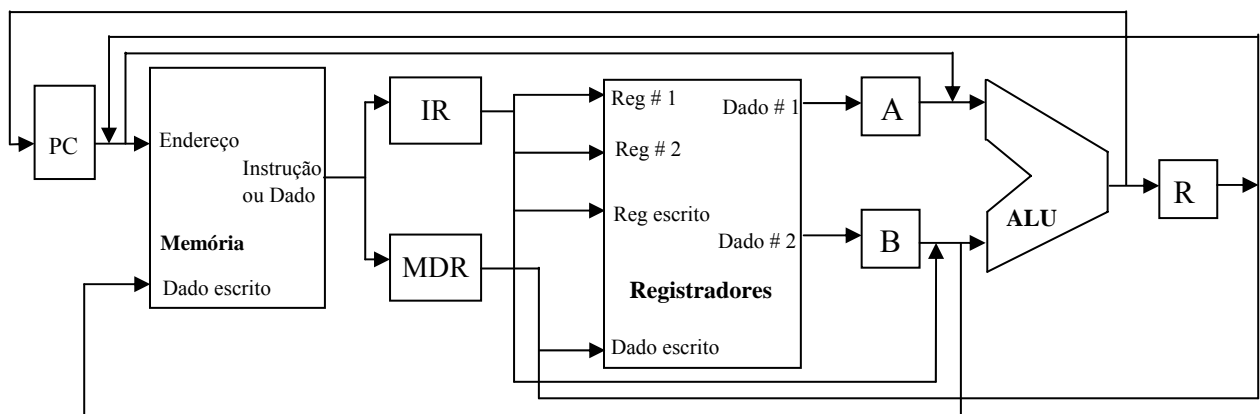 PC
Endereço
Instrução
ou Dado
Memória
Dado escrito
IR
MDR
Reg # 1
Dado # 1
Reg # 2
Reg escrito
Dado # 2
Registradores
Dado escrito
A
B
ALU
R